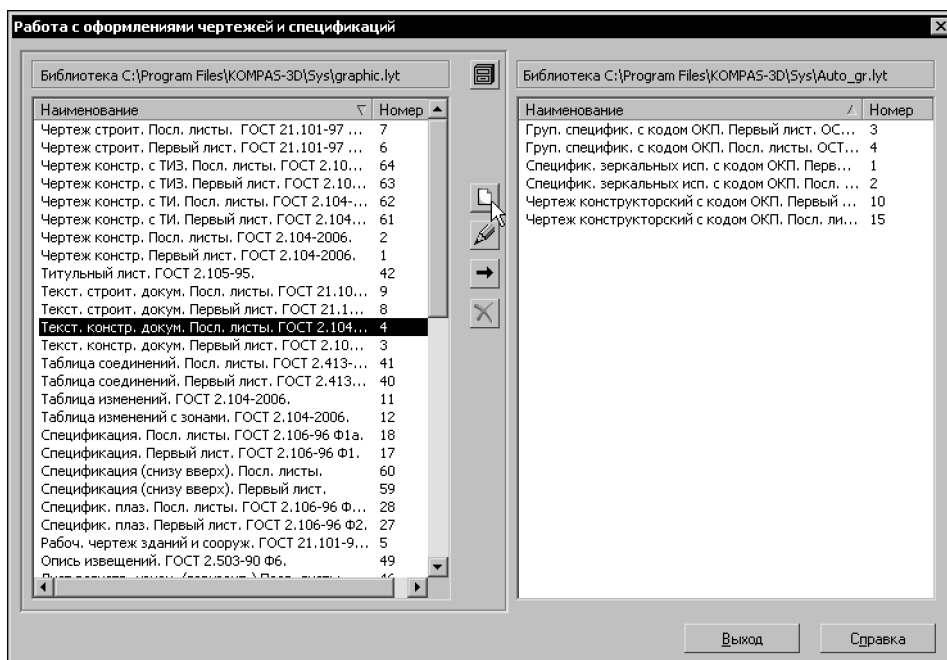 Работа с оформлениями чертежей и спецификаций
Библиотека C:\Program Files\KOMPAS-3D\Sys\graphic.lyt
Наименование Номер
Чертеж строит. Посл. листы. ГОСТ 21.101-97 ... 7
Чертеж строит. Первый лист. ГОСТ 21.101-97 ... 6
Чертеж констр. с ТИЗ. Посл. листы. ГОСТ 2.10... 64
Чертеж констр. с ТИЗ. Первый лист. ГОСТ 2.10... 63
Чертеж констр. с ТИ. Посл. листы. ГОСТ 2.104-... 62
Чертеж констр. с ТИ. Первый лист. ГОСТ 2.104... 61
Чертеж констр. Посл. листы. ГОСТ 2.104-2006. 2
Чертеж констр. Первый лист. ГОСТ 2.104-2006. 1
Титульный лист. ГОСТ 2.105-95. 42
Текст. строит. докум. Посл. листы. ГОСТ 21.10... 9
Текст. строит. докум. Первый лист. ГОСТ 21.1... 8
Текст. констр. докум. Посл. листы. ГОСТ 2.104... 4
Текст. констр. докум. Первый лист. ГОСТ 2.10... 3
Таблица соединений. Посл. листы. ГОСТ 2.413-... 41
Таблица соединений. Первый лист. ГОСТ 2.413... 40
Таблица изменений. ГОСТ 2.104-2006. 11
Таблица изменений с зонами. ГОСТ 2.104-2006. 12
Спецификация. Посл. листы. ГОСТ 2.106-96 Ф1а. 18
Спецификация. Первый лист. ГОСТ 2.106-96 Ф1. 17
Спецификация (снизу вверх). Посл. листы. 60
Спецификация (снизу вверх). Первый лист. 59
Специфик. плаз. Посл. листы. ГОСТ 2.106-96 Ф... 28
Специфик. плаз. Первый лист. ГОСТ 2.106-96 Ф2. 27
Рабоч. чертеж зданий и сооруж. ГОСТ 21.101-9... 5
Опись извещений. ГОСТ 2.503-90 Ф6. 49
Библиотека C:\Program Files\KOMPAS-3D\Sys\Auto_gr.lyt
Наименование Номер
Груп. специфик. с кодом ОКП. Первый лист. ОС... 3
Груп. специфик. с кодом ОКП. Посл. листы. ОСТ... 4
Специфик. зеркальных исп. с кодом ОКП. Перв... 1
Специфик. зеркальных исп. с кодом ОКП. Посл. ... 2
Чертеж конструкторский с кодом ОКП. Первый ... 10
Чертеж конструкторский с кодом ОКП. Посл. ли... 15
Выход Справка